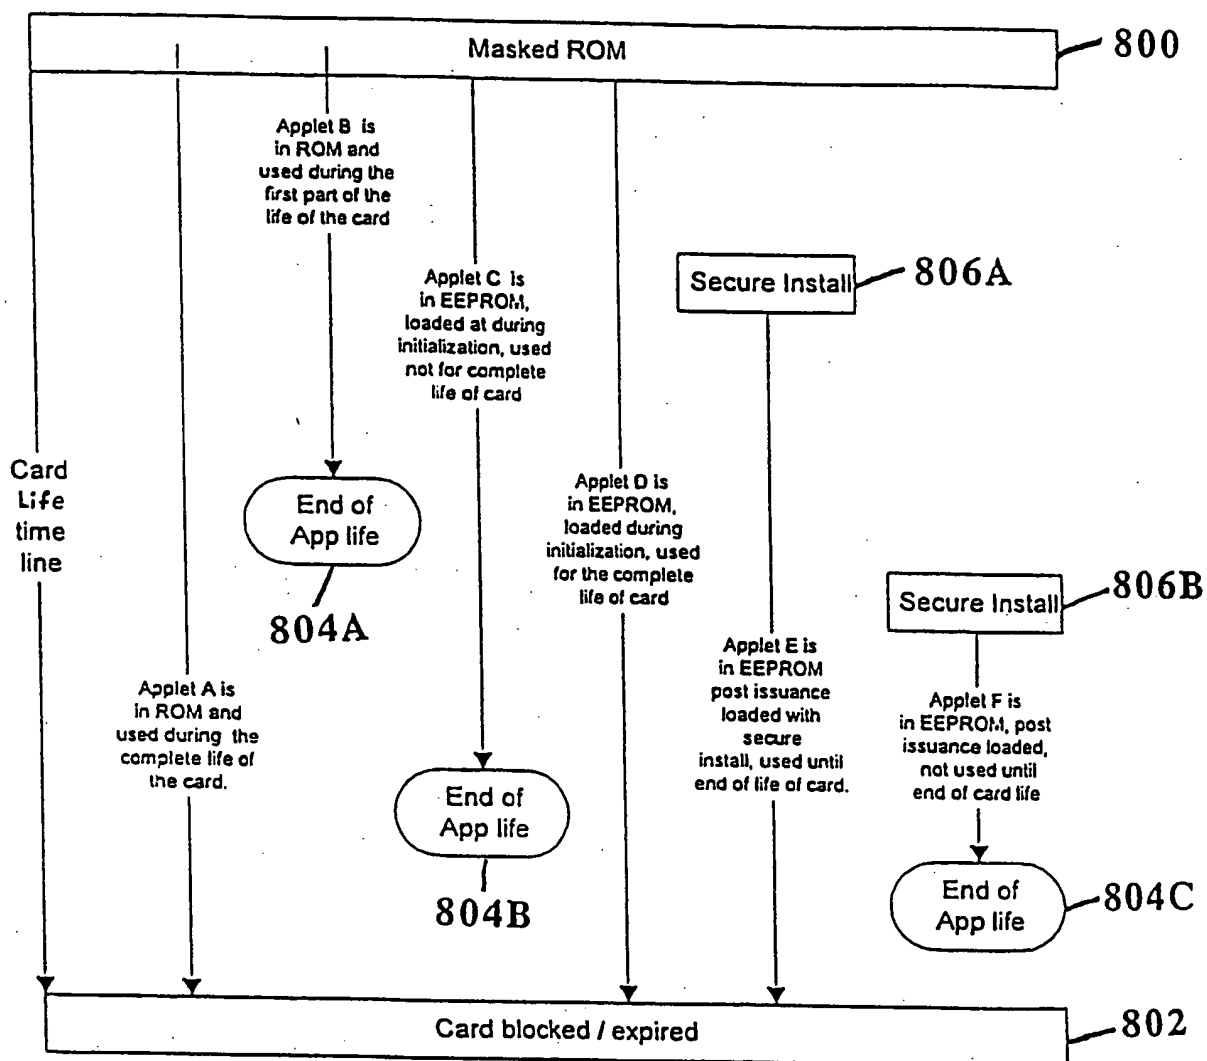 Masked ROM
800
Applet B is
in ROM and
used during the
first part of the
life of the card
Applet C is
in EEPROM,
loaded at during
initialization, used
not for complete
life of card
Secure Install
806A
Card
Life
time
line
End of
App life
804A
Applet D is
in EEPROM,
loaded during
initialization, used
for the complete
life of card
Secure Install
806B
Applet A is
in ROM and
used during the
complete life of
the card.
Applet E is
in EEPROM
post issuance
loaded with
secure
install, used until
end of life of card.
Applet F is
in EEPROM, post
issuance loaded,
not used until
end of card life
End of
App life
804B
End of
App life
804C
Card blocked / expired
802